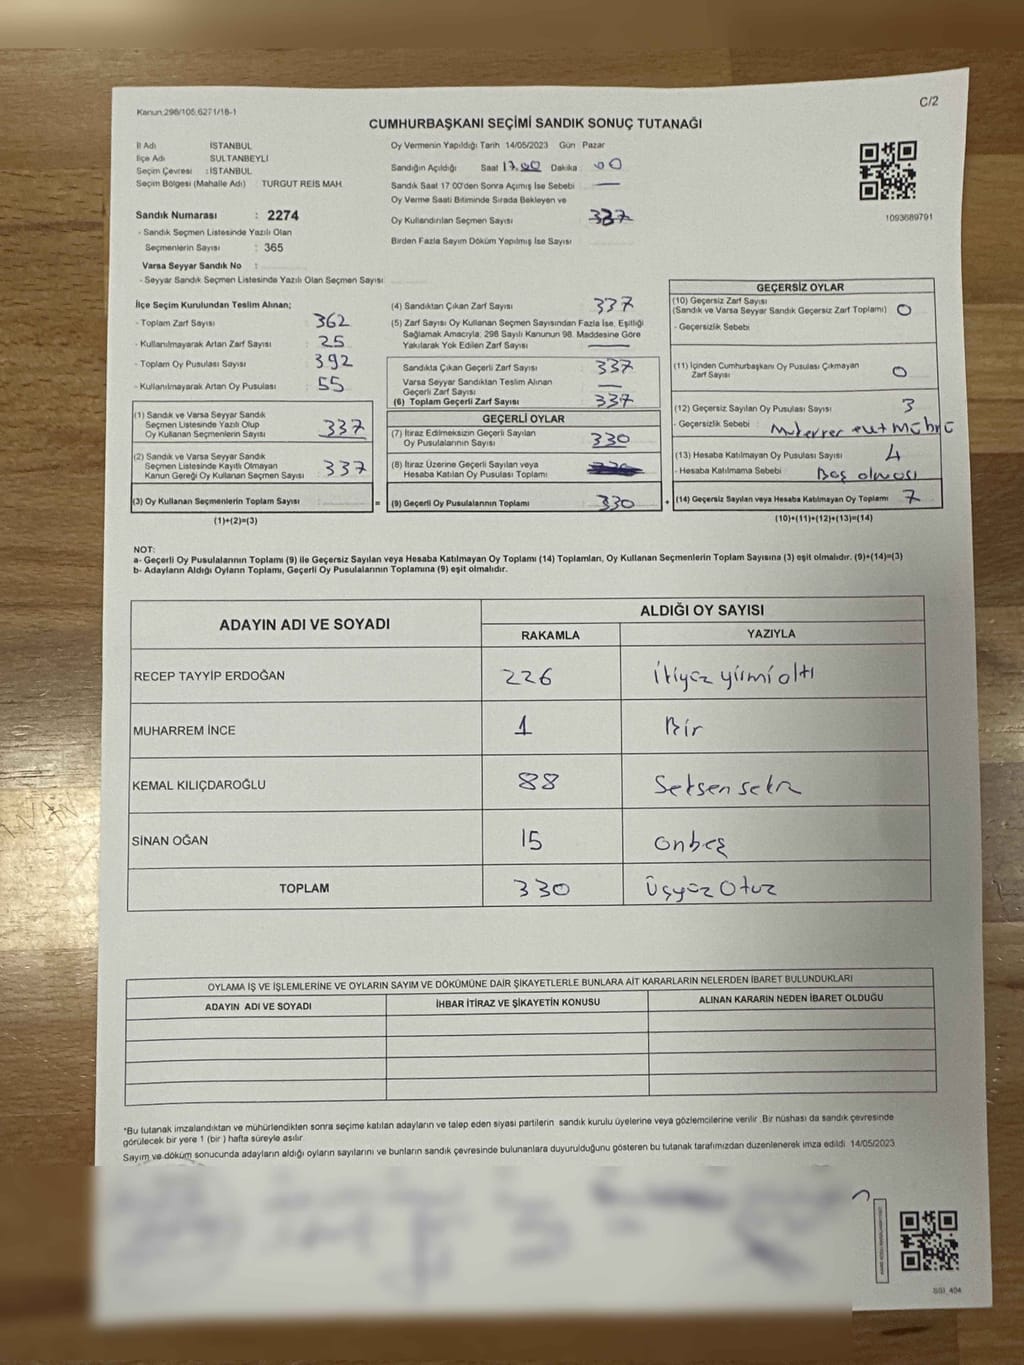 Kanun:298/105,6271/18-1
C/2
CUMHURBAŞKANI SEÇİMİ SANDIK SONUÇ TUTANAĞI
İl Adı İSTANBUL
İlçe Adı SULTANBEYLİ
Seçim Çevresi : İSTANBUL
Seçim Bölgesi (Mahalle Adı) TURGUT REİS MAH.
Sandık Numarası : 2274
- Sandık Seçmen Listesinde Yazılı Olan
Seçmenlerin Sayısı : 365
Varsa Seyyar Sandık No :
- Seyyar Sandık Seçmen Listesinde Yazılı Olan Seçmen Sayısı:
Oy Vermenin Yapıldığı Tarih 14/05/2023 Gün Pazar
Sandığın Açıldığı Saat 17.00 Dakika : 00
Sandık Saat 17:00'den Sonra Açmış İse Sebebi —
Oy Verme Saati Bitiminde Sırada Bekleyen ve
Oy Kullandırılan Seçmen Sayısı 337
Birden Fazla Sayım Döküm Yapılmış İse Sayısı
1093689791
İlçe Seçim Kurulundan Teslim Alınan;
- Toplam Zarf Sayısı 362
- Kullanılmayarak Artan Zarf Sayısı 25
- Toplam Oy Pusulası Sayısı 392
- Kullanılmayarak Artan Oy Pusulası 55
(1) Sandık ve Varsa Seyyar Sandık
Seçmen Listesinde Yazılı Olup
Oy Kullanan Seçmenlerin Sayısı 337
(2) Sandık ve Varsa Seyyar Sandık
Seçmen Listesinde Kayıtlı Olmayan
Kanun Gereği Oy Kullanan Seçmen Sayısı 337
(3) Oy Kullanan Seçmenlerin Toplam Sayısı =
(1)+(2)=(3)
(4) Sandıktan Çıkan Zarf Sayısı 337
(5) Zarf Sayısı Oy Kullanan Seçmen Sayısından Fazla İse, Eşitliği
Sağlamak Amacıyla; 298 Sayılı Kanunun 98. Maddesine Göre
Yakılarak Yok Edilen Zarf Sayısı —
Sandıkta Çıkan Geçerli Zarf Sayısı 337
Varsa Seyyar Sandıktan Teslim Alınan
Geçerli Zarf Sayısı —
(6) Toplam Geçerli Zarf Sayısı 337
GEÇERLİ OYLAR
(7) İtiraz Edilmeksizin Geçerli Sayılan
Oy Pusulalarının Sayısı 330
(8) İtiraz Üzerine Geçerli Sayılan veya
Hesaba Katılan Oy Pusulası Toplamı
(9) Geçerli Oy Pusulalarının Toplamı 330 +
GEÇERSİZ OYLAR
(10) Geçersiz Zarf Sayısı
(Sandık ve Varsa Seyyar Sandık Geçersiz Zarf Toplamı) 0
- Geçersizlik Sebebi
(11) İçinden Cumhurbaşkanı Oy Pusulası Çıkmayan
Zarf Sayısı 0
(12) Geçersiz Sayılan Oy Pusulası Sayısı 3
- Geçersizlik Sebebi : Mükerrer evet mührü
(13) Hesaba Katılmayan Oy Pusulası Sayısı 4
- Hesaba Katılmama Sebebi Boş olması
(14) Geçersiz Sayılan veya Hesaba Katılmayan Oy Toplamı 7
(10)+(11)+(12)+(13)=(14)
NOT:
a- Geçerli Oy Pusulalarının Toplamı (9) ile Geçersiz Sayılan veya Hesaba Katılmayan Oy Toplamı (14) Toplamları, Oy Kullanan Seçmenlerin Toplam Sayısına (3) eşit olmalıdır. (9)+(14)=(3)
b- Adayların Aldığı Oyların Toplamı, Geçerli Oy Pusulalarının Toplamına (9) eşit olmalıdır.
ADAYIN ADI VE SOYADI ALDIĞI OY SAYISI
RAKAMLA YAZIYLA
RECEP TAYYİP ERDOĞAN 226 ikiyüz yirmi altı
MUHARREM İNCE 1 Bir
KEMAL KILIÇDAROĞLU 88 Seksen sekiz
SİNAN OĞAN 15 onbeş
TOPLAM 330 Üçyüz Otuz
OYLAMA İŞ VE İŞLEMLERİNE VE OYLARIN SAYIM VE DÖKÜMÜNE DAİR ŞİKAYETLERLE BUNLARA AİT KARARLARIN NELERDEN İBARET BULUNDUKLARI
ADAYIN ADI VE SOYADI İHBAR İTİRAZ VE ŞİKAYETİN KONUSU ALINAN KARARIN NEDEN İBARET OLDUĞU
*Bu tutanak imzalandıktan ve mühürlendikten sonra seçime katılan adayların ve talep eden siyasi partilerin sandık kurulu üyelerine veya gözlemcilerine verilir. Bir nüshası da sandık çevresinde
görülecek bir yere 1 (bir ) hafta süreyle asılır.
Sayım ve döküm sonucunda adayların aldığı oyların sayılarını ve bunların sandık çevresinde bulunanlara duyurulduğunu gösteren bu tutanak tarafımızdan düzenlenerek imza edildi. 14/05/2023